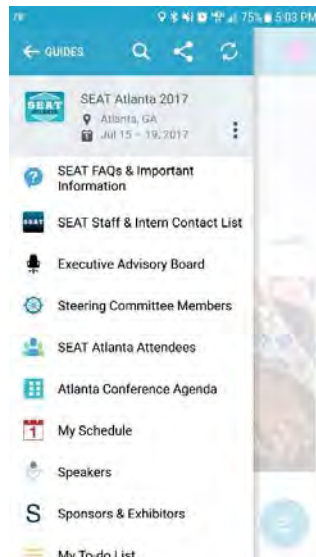 78°
75% 5:03 PM
GUIDES
SEAT
SEAT Atlanta 2017
Atlanta, GA
1 Jul 15 - 19, 2017
SEAT FAQs & Important
Information
SEAT SEAT Staff & Intern Contact List
Executive Advisory Board
Steering Committee Members
SEAT Atlanta Attendees
Atlanta Conference Agenda
1 My Schedule
Speakers
S Sponsors & Exhibitors
My To-do List